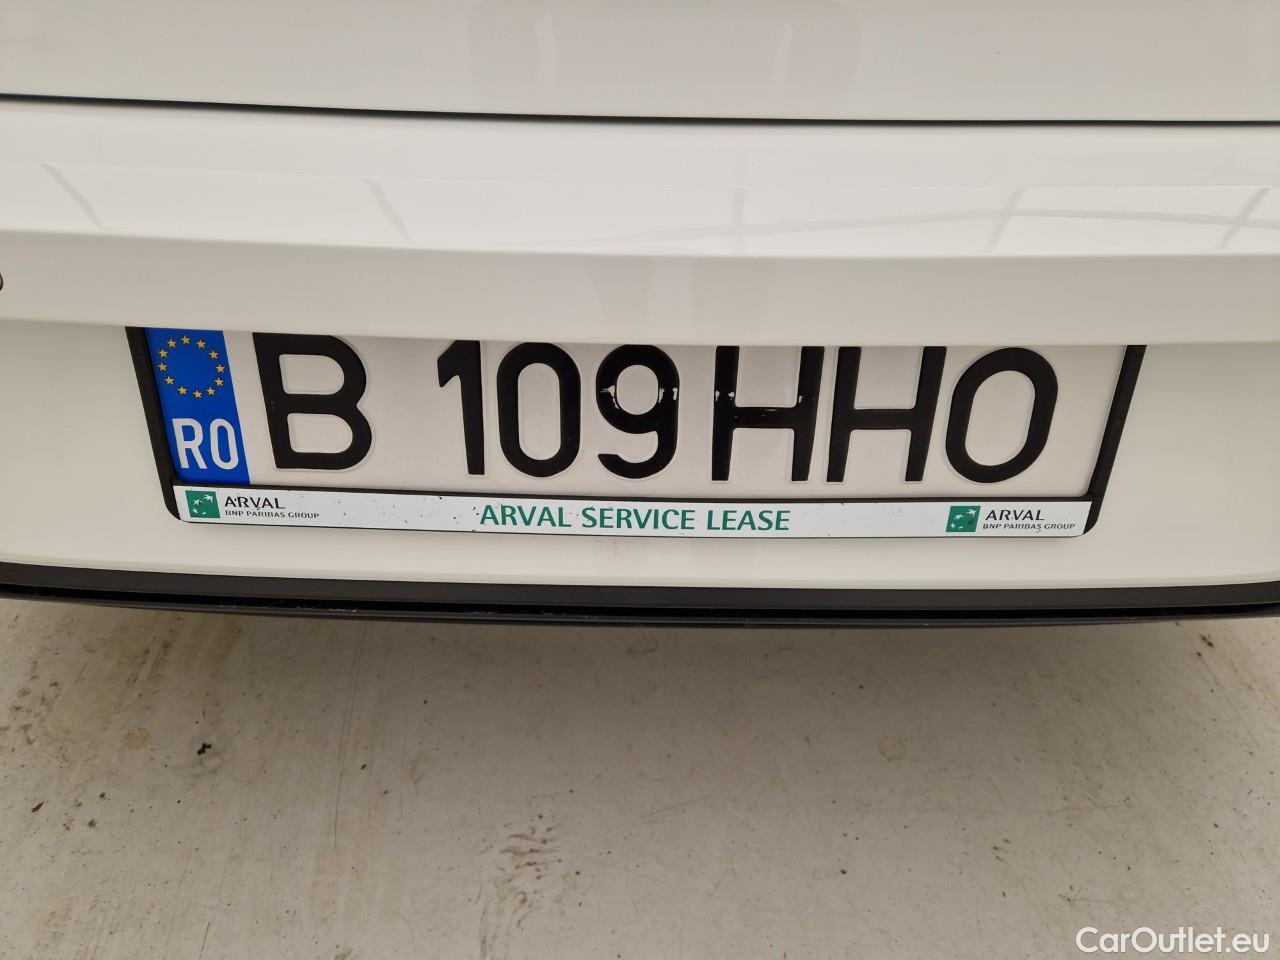 RO B 109 HHO
ARVAL
BNP PARIBAS GROUP
ARVAL SERVICE LEASE
ARVAL
BNP PARIBAS GROUP
CarOutlet.eu